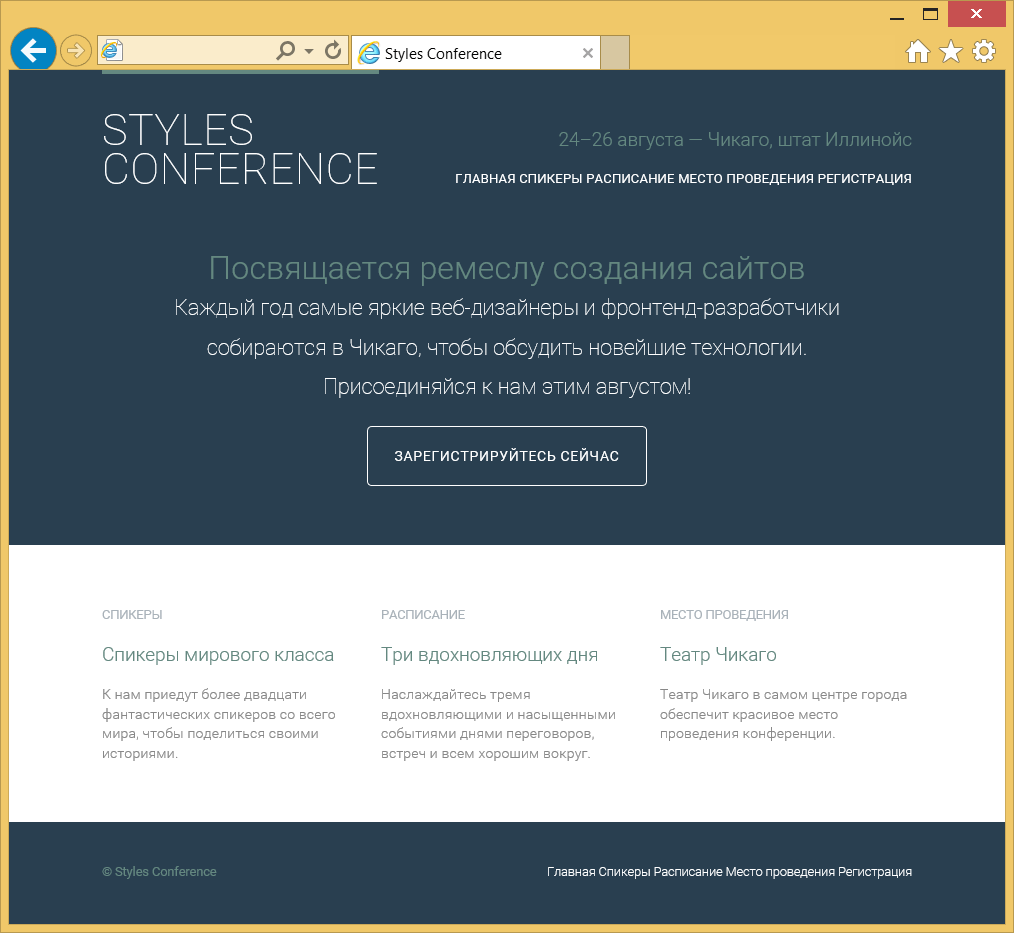 Styles Conference
STYLES
CONFERENCE
24–26 августа — Чикаго, штат Иллинойс
ГЛАВНАЯ СПИКЕРЫ РАСПИСАНИЕ МЕСТО ПРОВЕДЕНИЯ РЕГИСТРАЦИЯ
Посвящается ремеслу создания сайтов
Каждый год самые яркие веб-дизайнеры и фронтенд-разработчики
собираются в Чикаго, чтобы обсудить новейшие технологии.
Присоединяйся к нам этим августом!
ЗАРЕГИСТРИРУЙТЕСЬ СЕЙЧАС
СПИКЕРЫ
Спикеры мирового класса
К нам приедут более двадцати
фантастических спикеров со всего
мира, чтобы поделиться своими
историями.
РАСПИСАНИЕ
Три вдохновляющих дня
Наслаждайтесь тремя
вдохновляющими и насыщенными
событиями днями переговоров,
встреч и всем хорошим вокруг.
МЕСТО ПРОВЕДЕНИЯ
Театр Чикаго
Театр Чикаго в самом центре города
обеспечит красивое место
проведения конференции.
© Styles Conference
Главная Спикеры Расписание Место проведения Регистрация